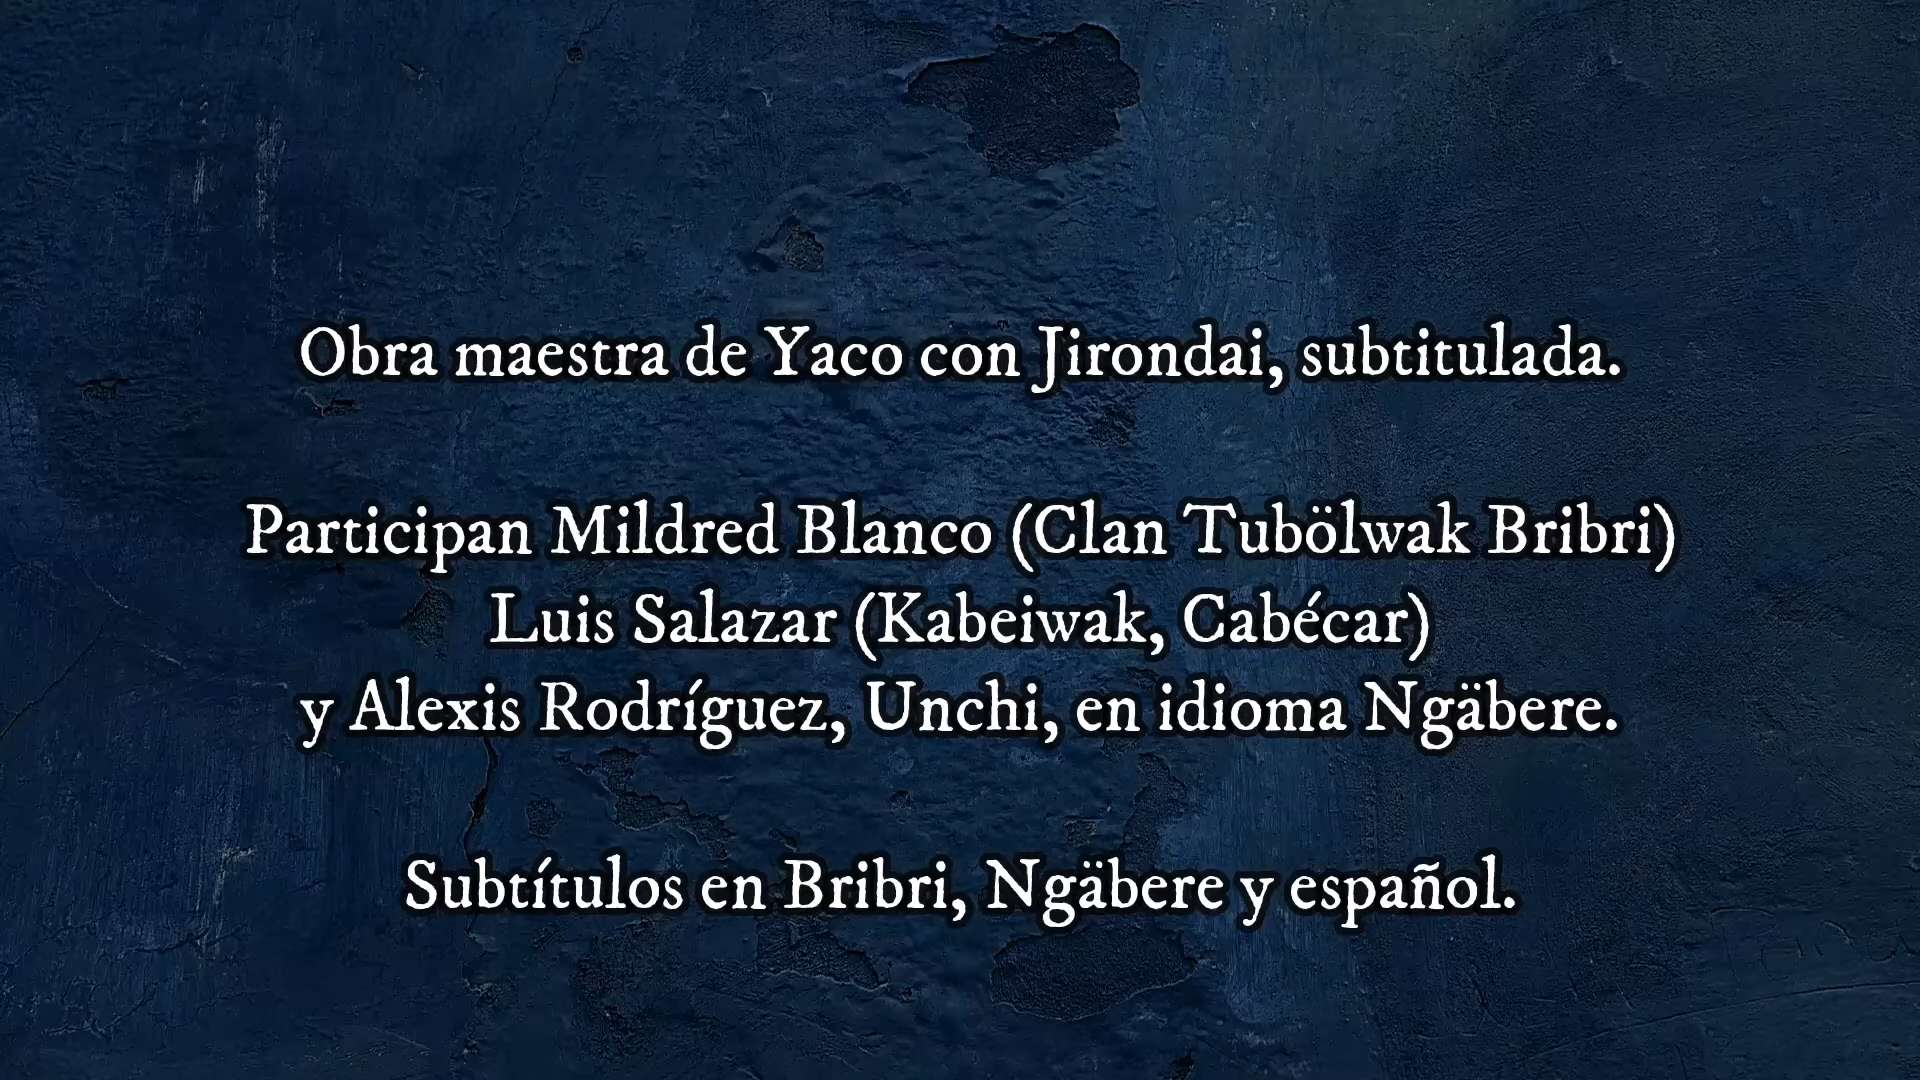 Obra maestra de Yaco con Jirondai, subtitulada.
Participan Mildred Blanco (Clan Tubölwak Bribri)
Luis Salazar (Kabeiwak, Cabécar)
y Alexis Rodríguez, Unchi, en idioma Ngäbere.
Subtítulos en Bribri, Ngäbere y español.